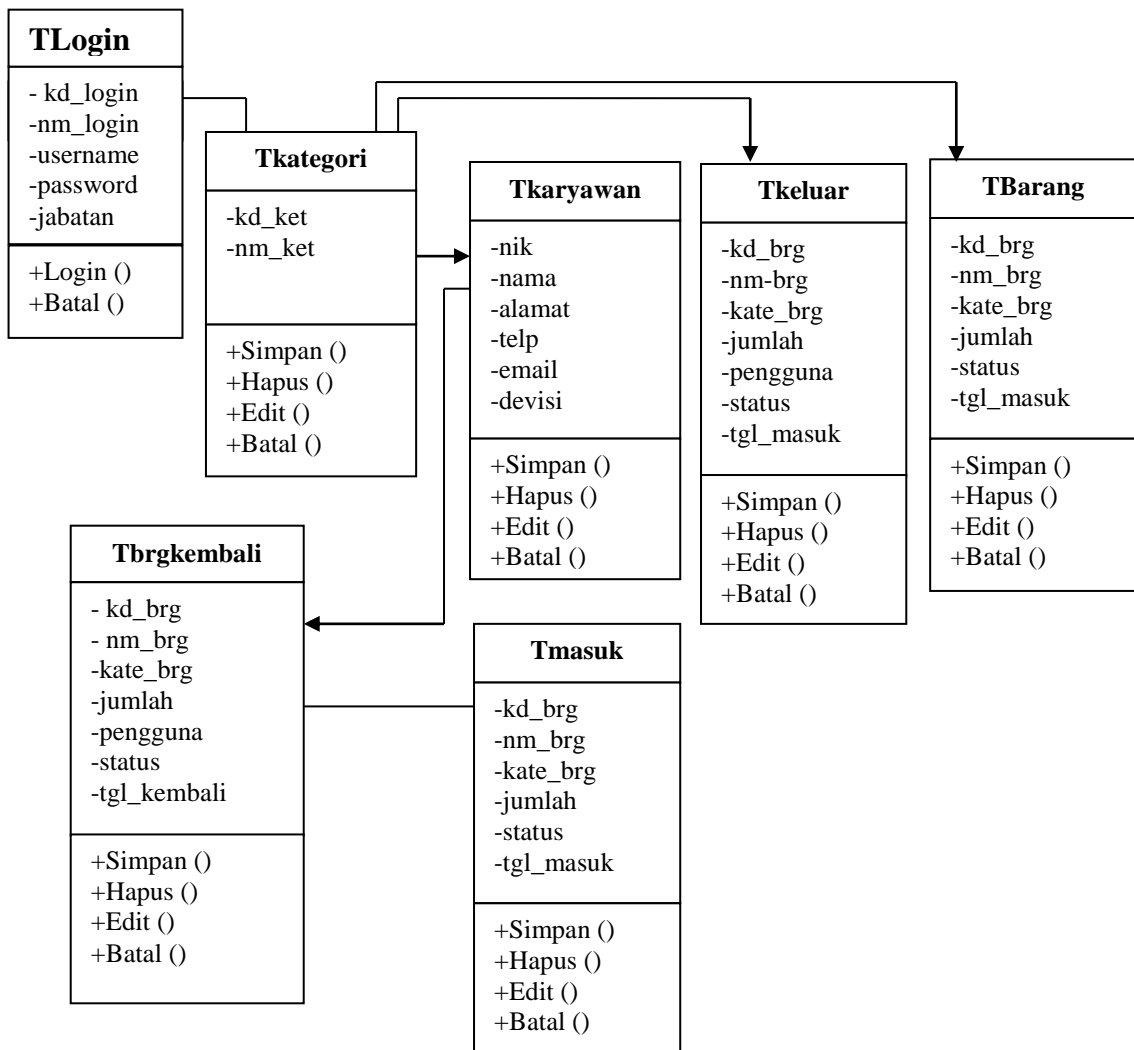 TLogin
- kd_login
-nm_login
-username
-password
-jabatan
+Login ()
+Batal ()
Tkategori
-kd_ket
-nm_ket
+Simpan ()
+Hapus ()
+Edit ()
+Batal ()
Tkaryawan
-nik
-nama
-alamat
-telp
-email
-devisi
+Simpan ()
+Hapus ()
+Edit ()
+Batal ()
Tkeluar
-kd_brg
-nm-brg
-kate_brg
-jumlah
-pengguna
-status
-tgl_masuk
+Simpan ()
+Hapus ()
+Edit ()
+Batal ()
TBarang
-kd_brg
-nm_brg
-kate_brg
-jumlah
-status
-tgl_masuk
+Simpan ()
+Hapus ()
+Edit ()
+Batal ()
Tbrgkembali
- kd_brg
- nm_brg
-kate_brg
-jumlah
-pengguna
-status
-tgl_kembali
+Simpan ()
+Hapus ()
+Edit ()
+Batal ()
Tmasuk
-kd_brg
-nm_brg
-kate_brg
-jumlah
-status
-tgl_masuk
+Simpan ()
+Hapus ()
+Edit ()
+Batal ()